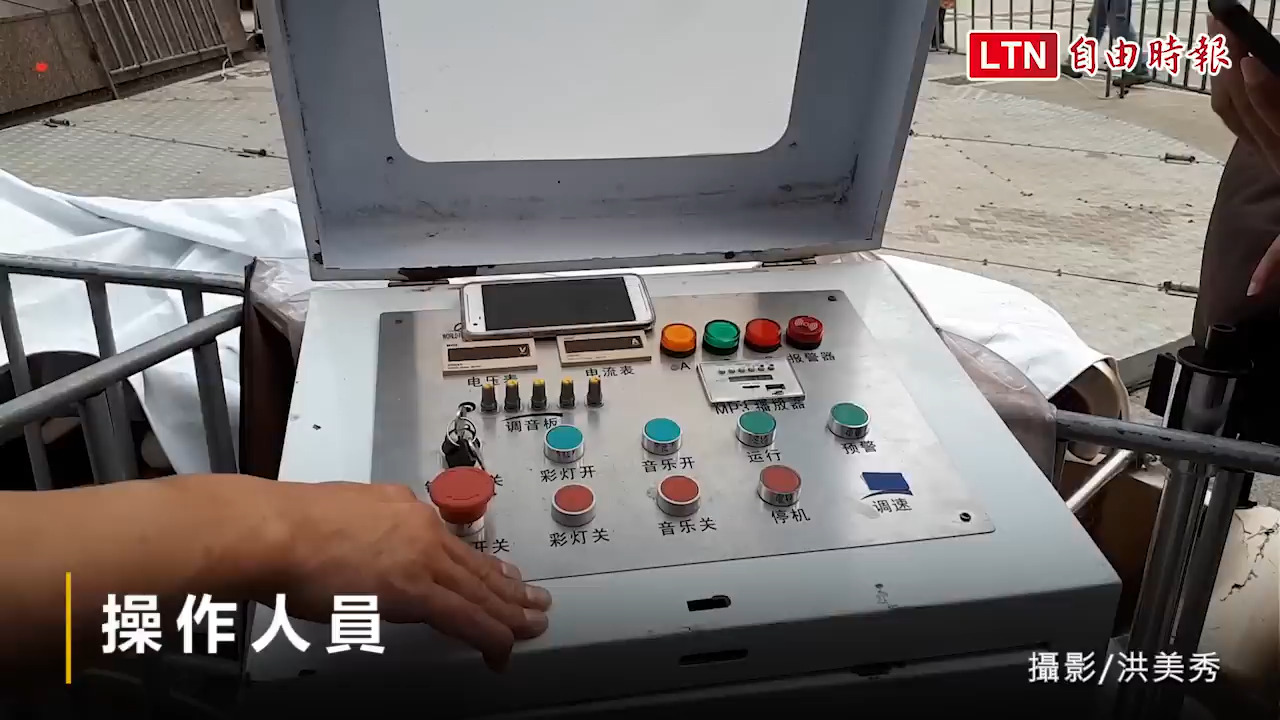 LTN 自由時報
电压表
电流表
报警器
MP3播放器
调音板
彩灯开
音乐开
运行
预警
彩灯关
音乐关
停机
调速
开关
操作人員
攝影/洪美秀